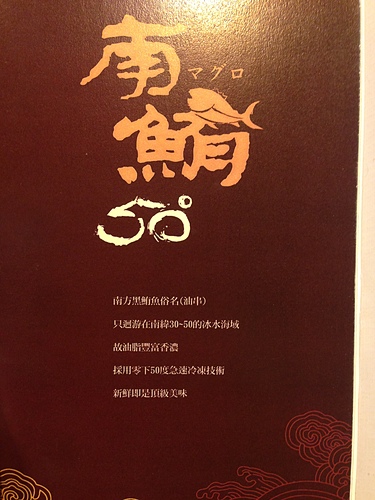 南
マグロ
鮪
50°
南方黑鮪魚俗名(油串)
只迴游在南緯30~50的冰水海域
故油脂豐富香濃
採用零下50度急速冷凍技術
新鮮即是頂級美味